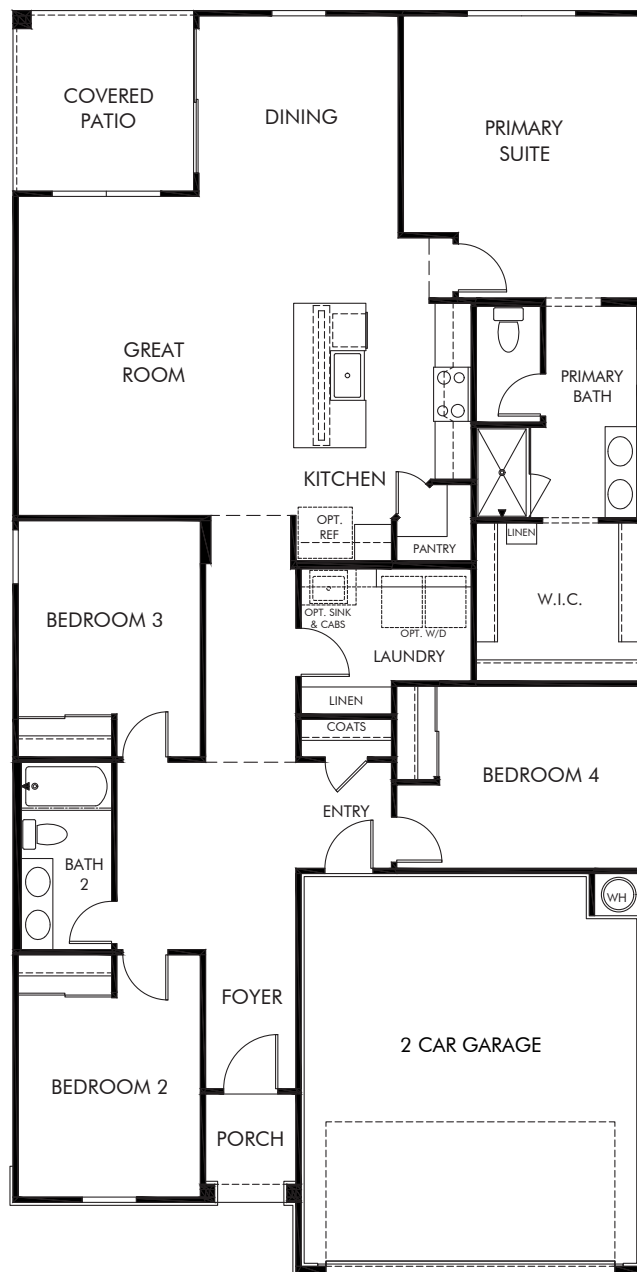 COVERED
PATIO
DINING
PRIMARY
SUITE
GREAT
ROOM
PRIMARY
BATH
KITCHEN
OPT.
REF
PANTRY
LINEN
W.I.C.
BEDROOM 3
OPT. SINK
& CABS
OPT. W/D
LAUNDRY
LINEN
COATS
BEDROOM 4
ENTRY
BATH
2
WH
FOYER
2 CAR GARAGE
BEDROOM 2
PORCH